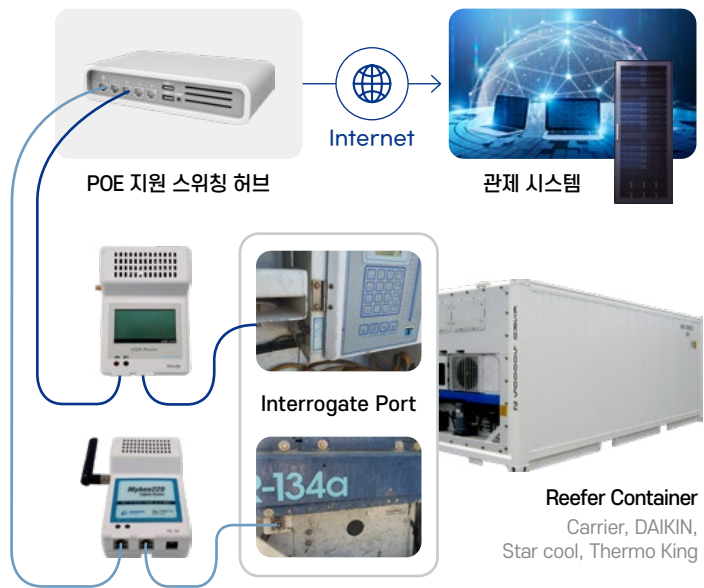 Internet
POE 지원 스위칭 허브
관제 시스템
Interrogate Port
Mybee220
R-134a
Reefer Container
Carrier, DAIKIN,
Star cool, Thermo King